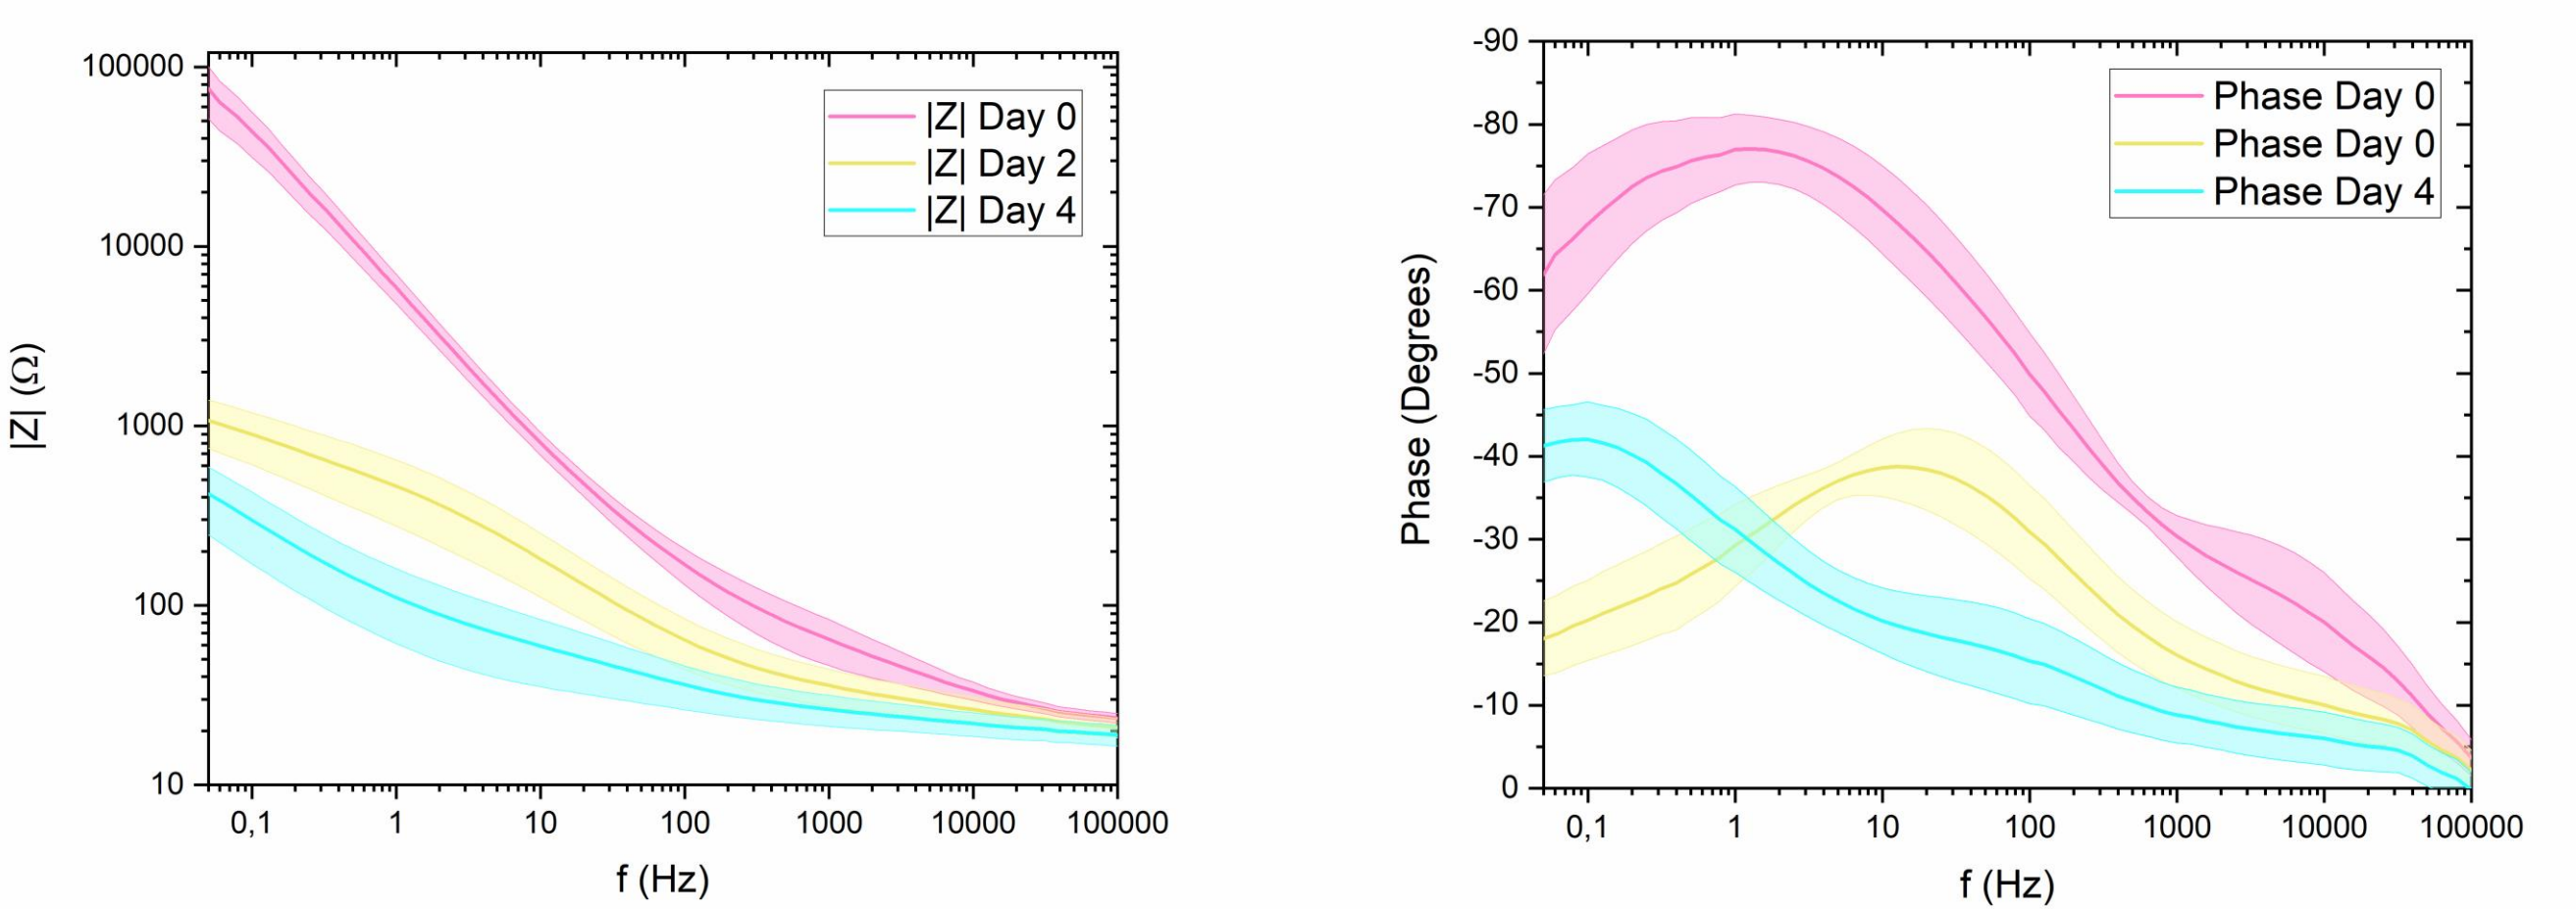 100000
10000
1000
100
10
|Z| (Ω)
|Z| Day 0
|Z| Day 2
|Z| Day 4
0,1 1 10 100 1000 10000 100000
f (Hz)
-90
-80
-70
-60
-50
-40
-30
-20
-10
0
Phase (Degrees)
Phase Day 0
Phase Day 0
Phase Day 4
0,1 1 10 100 1000 10000 100000
f (Hz)